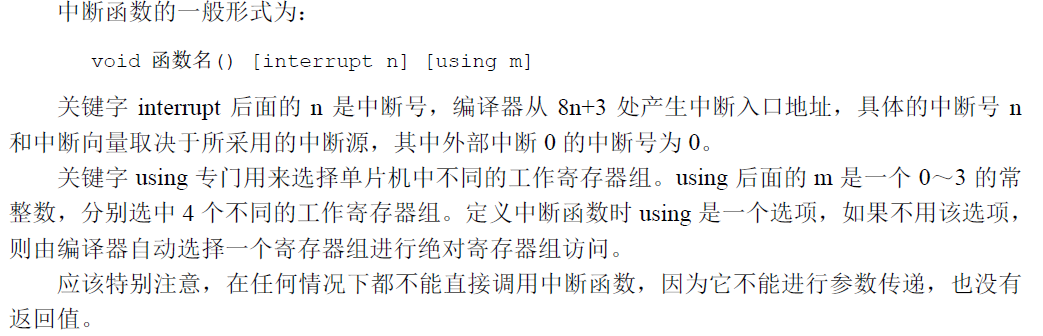 中断函数的一般形式为：
void 函数名() [interrupt n] [using m]
关键字 interrupt 后面的 n 是中断号，编译器从 8n+3 处产生中断入口地址，具体的中断号 n
和中断向量取决于所采用的中断源，其中外部中断 0 的中断号为 0。
关键字 using 专门用来选择单片机中不同的工作寄存器组。using 后面的 m 是一个 0～3 的常
整数，分别选中 4 个不同的工作寄存器组。定义中断函数时 using 是一个选项，如果不用该选项，
则由编译器自动选择一个寄存器组进行绝对寄存器组访问。
应该特别注意，在任何情况下都不能直接调用中断函数，因为它不能进行参数传递，也没有
返回值。